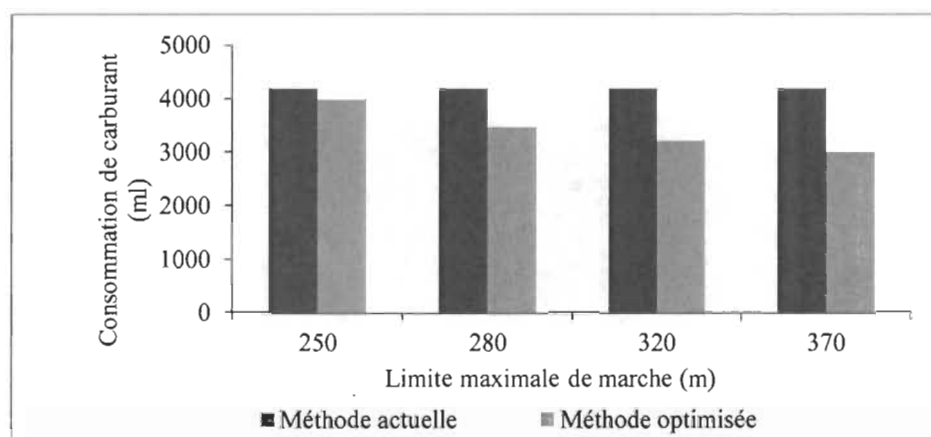 Consommation de carburant
(ml)
5000
4000
3000
2000
1000
0
250 280 320 370
Limite maximale de marche (m)
Méthode actuelle Méthode optimisée